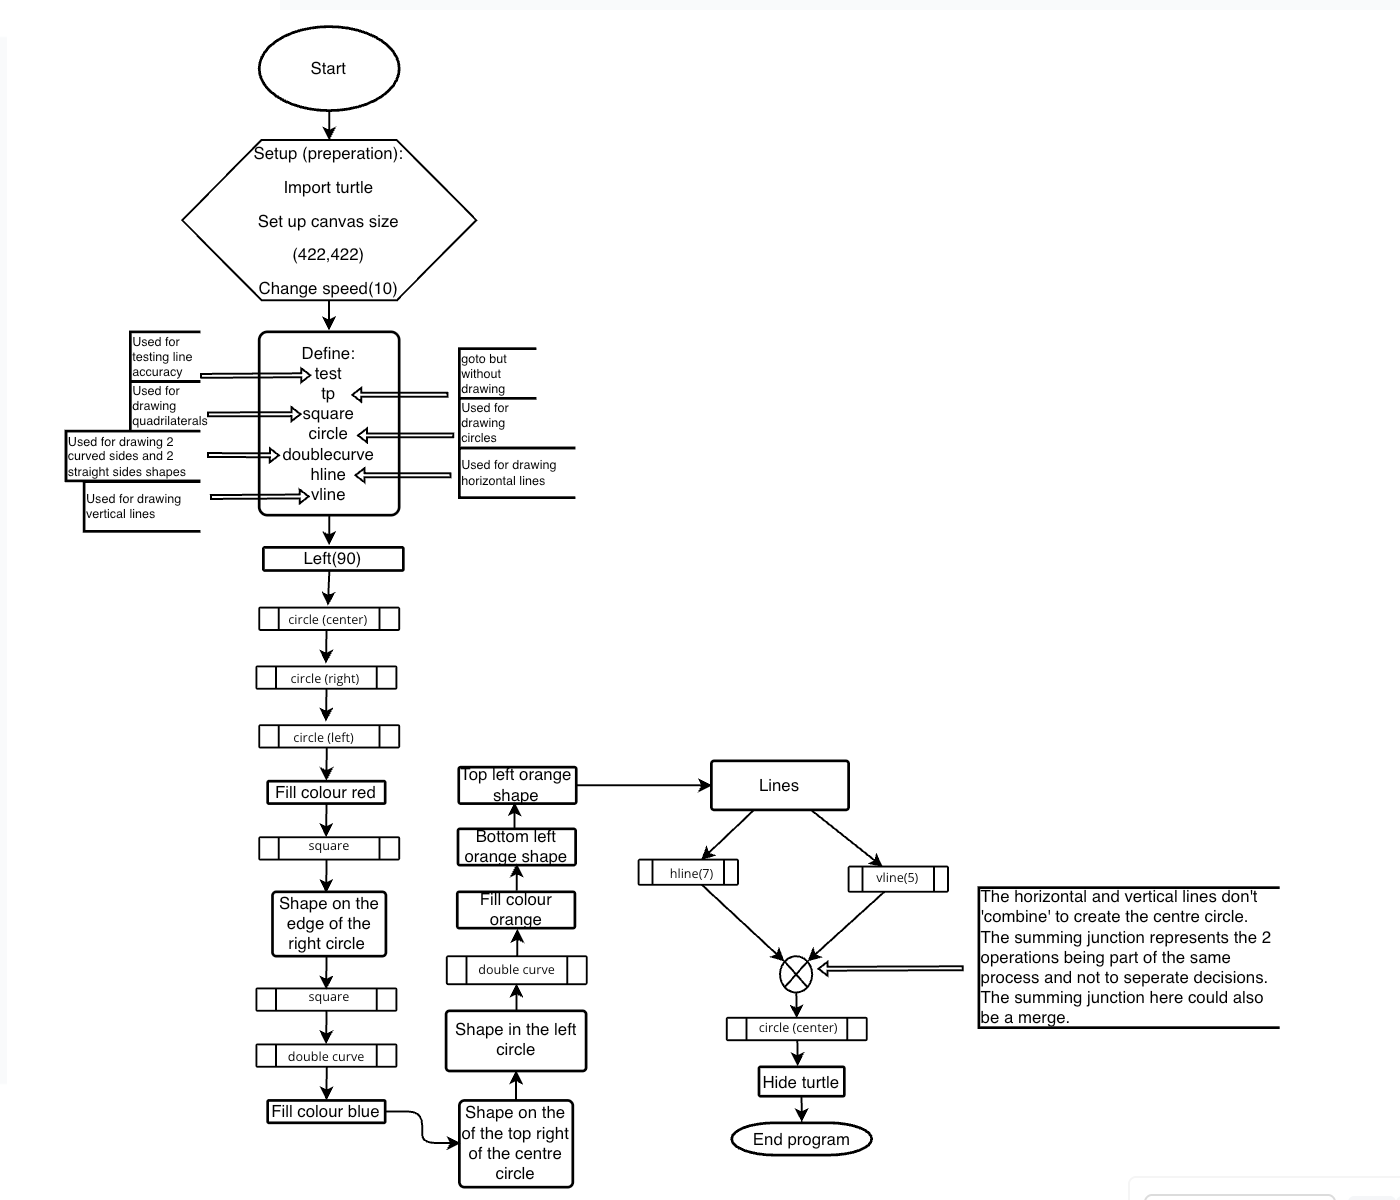 Start
Setup (preperation):
Import turtle
Set up canvas size
(422,422)
Change speed(10)
Used for
testing line
accuracy
Used for
drawing
quadrilaterals
Used for drawing 2
curved sides and 2
straight sides shapes
Used for drawing
vertical lines
Define:
test
tp
square
circle
doublecurve
hline
vline
goto but
without
drawing
Used for
drawing
circles
Used for drawing
horizontal lines
Left(90)
circle (center)
circle (right)
circle (left)
Fill colour red
square
Shape on the
edge of the
right circle
square
double curve
Fill colour blue
Shape on the
of the top right
of the centre
circle
Shape in the left
circle
double curve
Fill colour
orange
Bottom left
orange shape
Top left orange
shape
Lines
hline(7)
vline(5)
The horizontal and vertical lines don't
'combine' to create the centre circle.
The summing junction represents the 2
operations being part of the same
process and not to seperate decisions.
The summing junction here could also
be a merge.
circle (center)
Hide turtle
End program